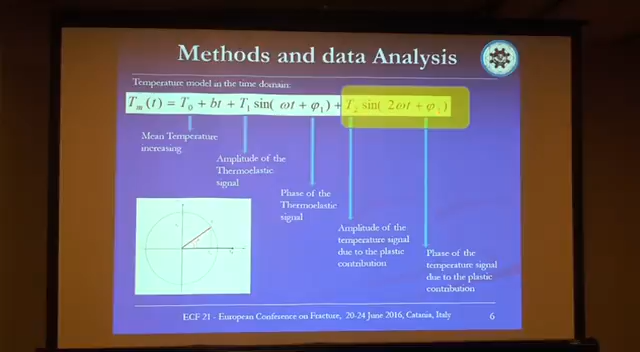 Methods and data Analysis
Temperature model in the time domain:
T_m(t) = T_0 + bt + T_1 sin( ωt + φ_1 ) + T_2 sin( 2ωt + φ_2 )
Mean Temperature
increasing
Amplitude of the
Thermoelastic
signal
Phase of the
Thermoelastic
signal
Amplitude of the
temperature signal
due to the plastic
contribution
Phase of the
temperature signal
due to the plastic
contribution
ECF 21 - European Conference on Fracture, 20-24 June 2016, Catania, Italy
6